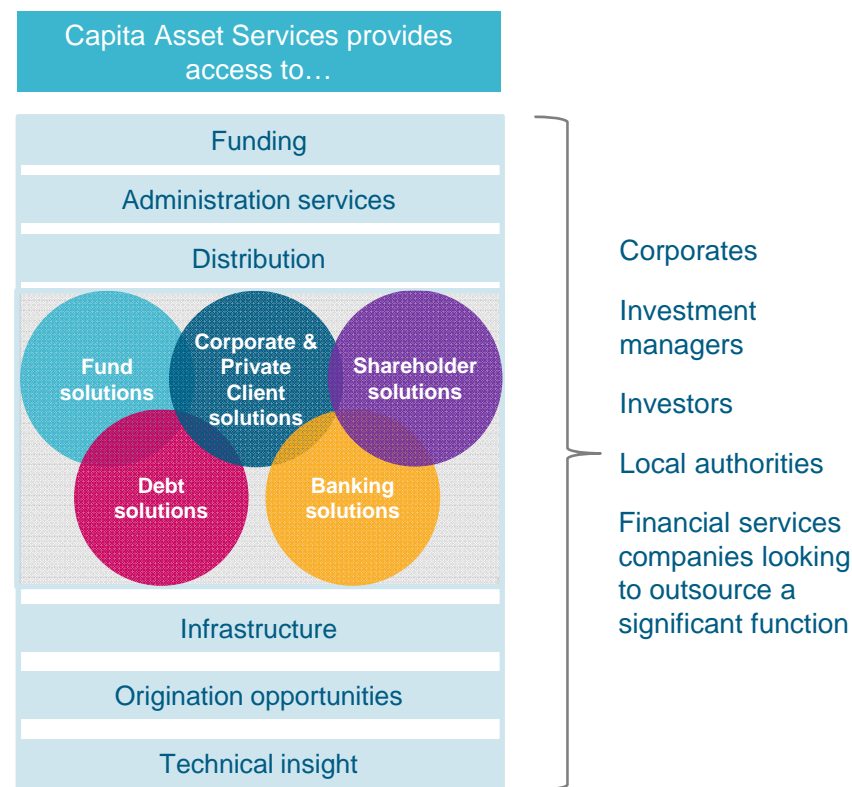 Capita Asset Services provides
access to…
Funding
Administration services
Distribution
Fund
solutions
Corporate &
Private
Client
solutions
Shareholder
solutions
Debt
solutions
Banking
solutions
Infrastructure
Origination opportunities
Technical insight
Corporates
Investment
managers
Investors
Local authorities
Financial services
companies looking
to outsource a
significant function